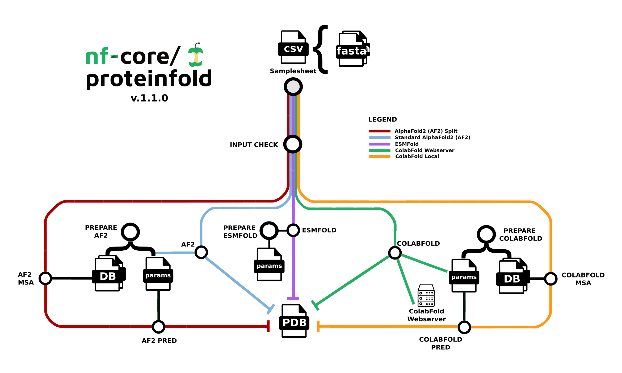 nf-core/
proteinfold
v.1.1.0
CSV
fasta
Samplesheet
INPUT CHECK
LEGEND
AlphaFold2 (AF2) Split
Standard AlphaFold2 (AF2)
ESMFold
ColabFold Webserver
ColabFold Local
PREPARE
AF2
DB
params
AF2
MSA
AF2 PRED
AF2
PREPARE
ESMFOLD
params
ESMFOLD
PDB
COLABFOLD
ColabFold
Webserver
PREPARE
COLABFOLD
params
DB
COLABFOLD
MSA
COLABFOLD
PRED